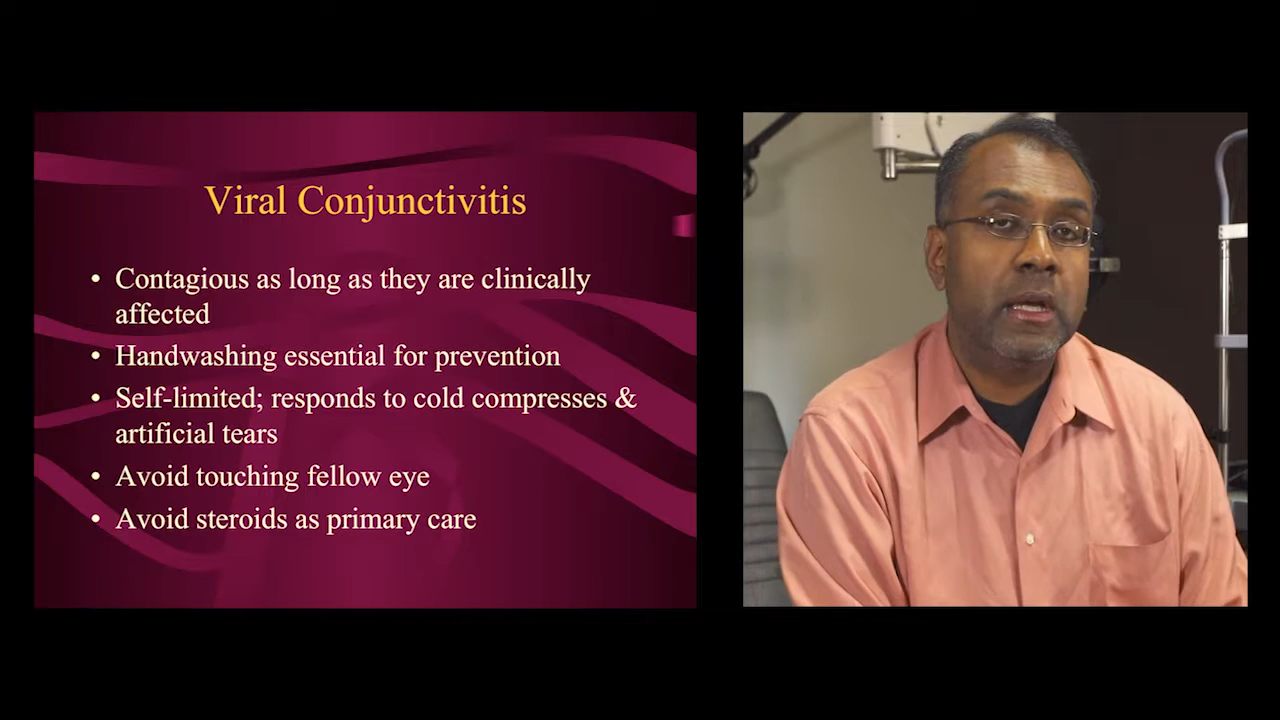 Viral Conjunctivitis
• Contagious as long as they are clinically
affected
• Handwashing essential for prevention
• Self-limited; responds to cold compresses &
artificial tears
• Avoid touching fellow eye
• Avoid steroids as primary care